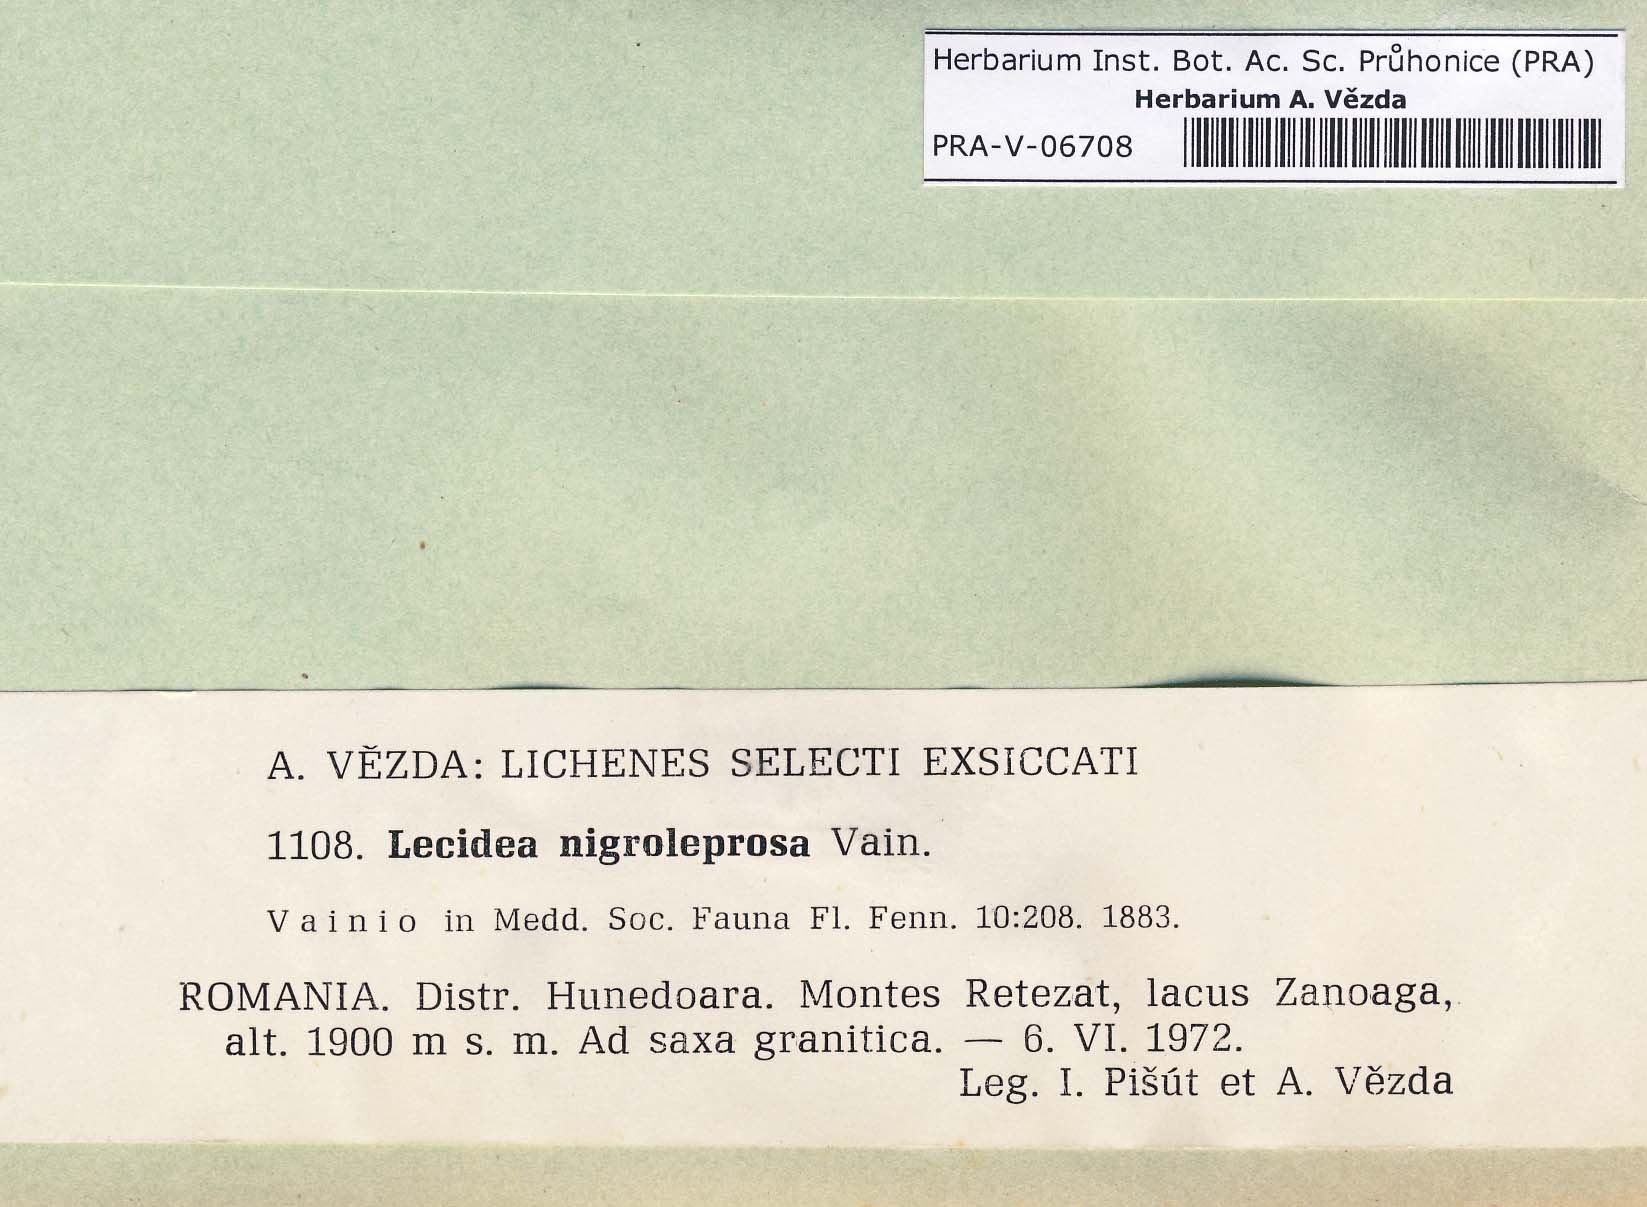 Herbarium Inst. Bot. Ac. Sc. Průhonice (PRA)
Herbarium A. Vězda
PRA-V-06708
A. VĚZDA: LICHENES SELECTI EXSICCATI
1108. Lecidea nigroleprosa Vain.
Vainio in Medd. Soc. Fauna Fl. Fenn. 10:208. 1883.
ROMANIA. Distr. Hunedoara. Montes Retezat, lacus Zanoaga,
alt. 1900 m s. m. Ad saxa granitica. — 6. VI. 1972.
Leg. I. Pišút et A. Vězda